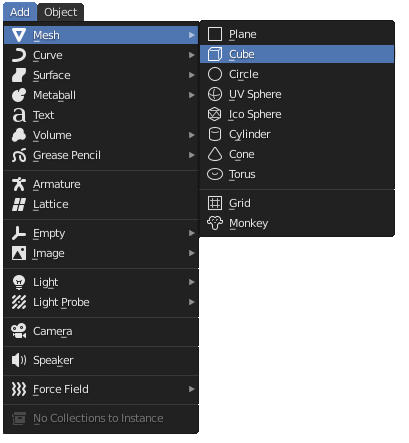 Add Object
Mesh
Curve
Surface
Metaball
Text
Volume
Grease Pencil
Armature
Lattice
Empty
Image
Light
Light Probe
Camera
Speaker
Force Field
No Collections to Instance
Plane
Cube
Circle
UV Sphere
Ico Sphere
Cylinder
Cone
Torus
Grid
Monkey